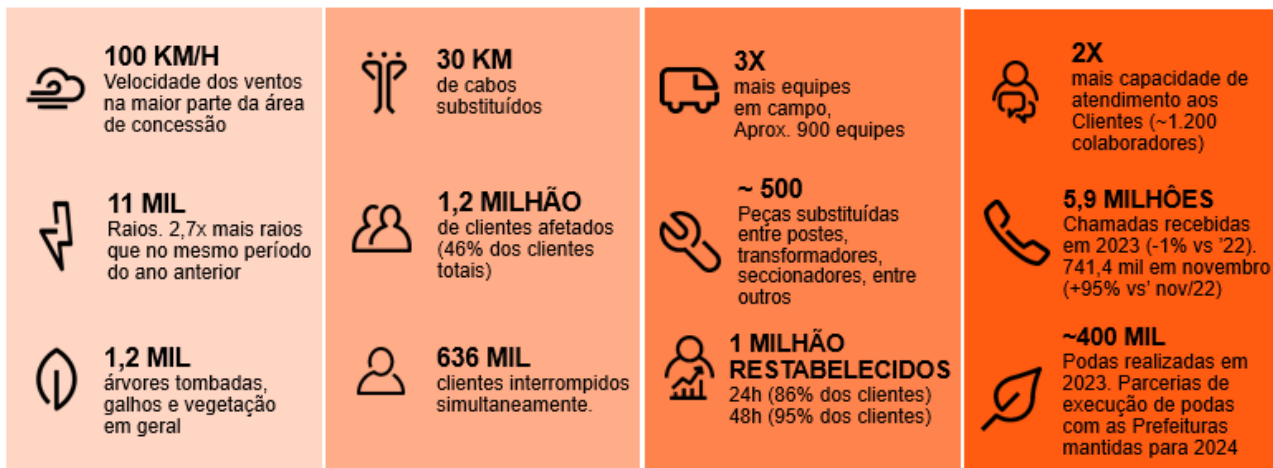 100 KM/H
Velocidade dos ventos
na maior parte da área
de concessão
11 MIL
Raios. 2,7x mais raios
que no mesmo período
do ano anterior
1,2 MIL
árvores tombadas,
galhos e vegetação
em geral
30 KM
de cabos
substituídos
1,2 MILHÃO
de clientes afetados
(46% dos clientes
totais)
636 MIL
clientes interrompidos
simultaneamente.
3X
mais equipes
em campo,
Aprox. 900 equipes
~ 500
Peças substituídas
entre postes,
transformadores,
seccionadores, entre
outros
1 MILHÃO
RESTABELECIDOS
24h (86% dos clientes)
48h (95% dos clientes)
2X
mais capacidade de
atendimento aos
Clientes (~1.200
colaboradores)
5,9 MILHÔES
Chamadas recebidas
em 2023 (-1% vs ’22).
741,4 mil em novembro
(+95% vs’ nov/22)
~400 MIL
Podas realizadas em
2023. Parcerias de
execução de podas
com as Prefeituras
mantidas para 2024